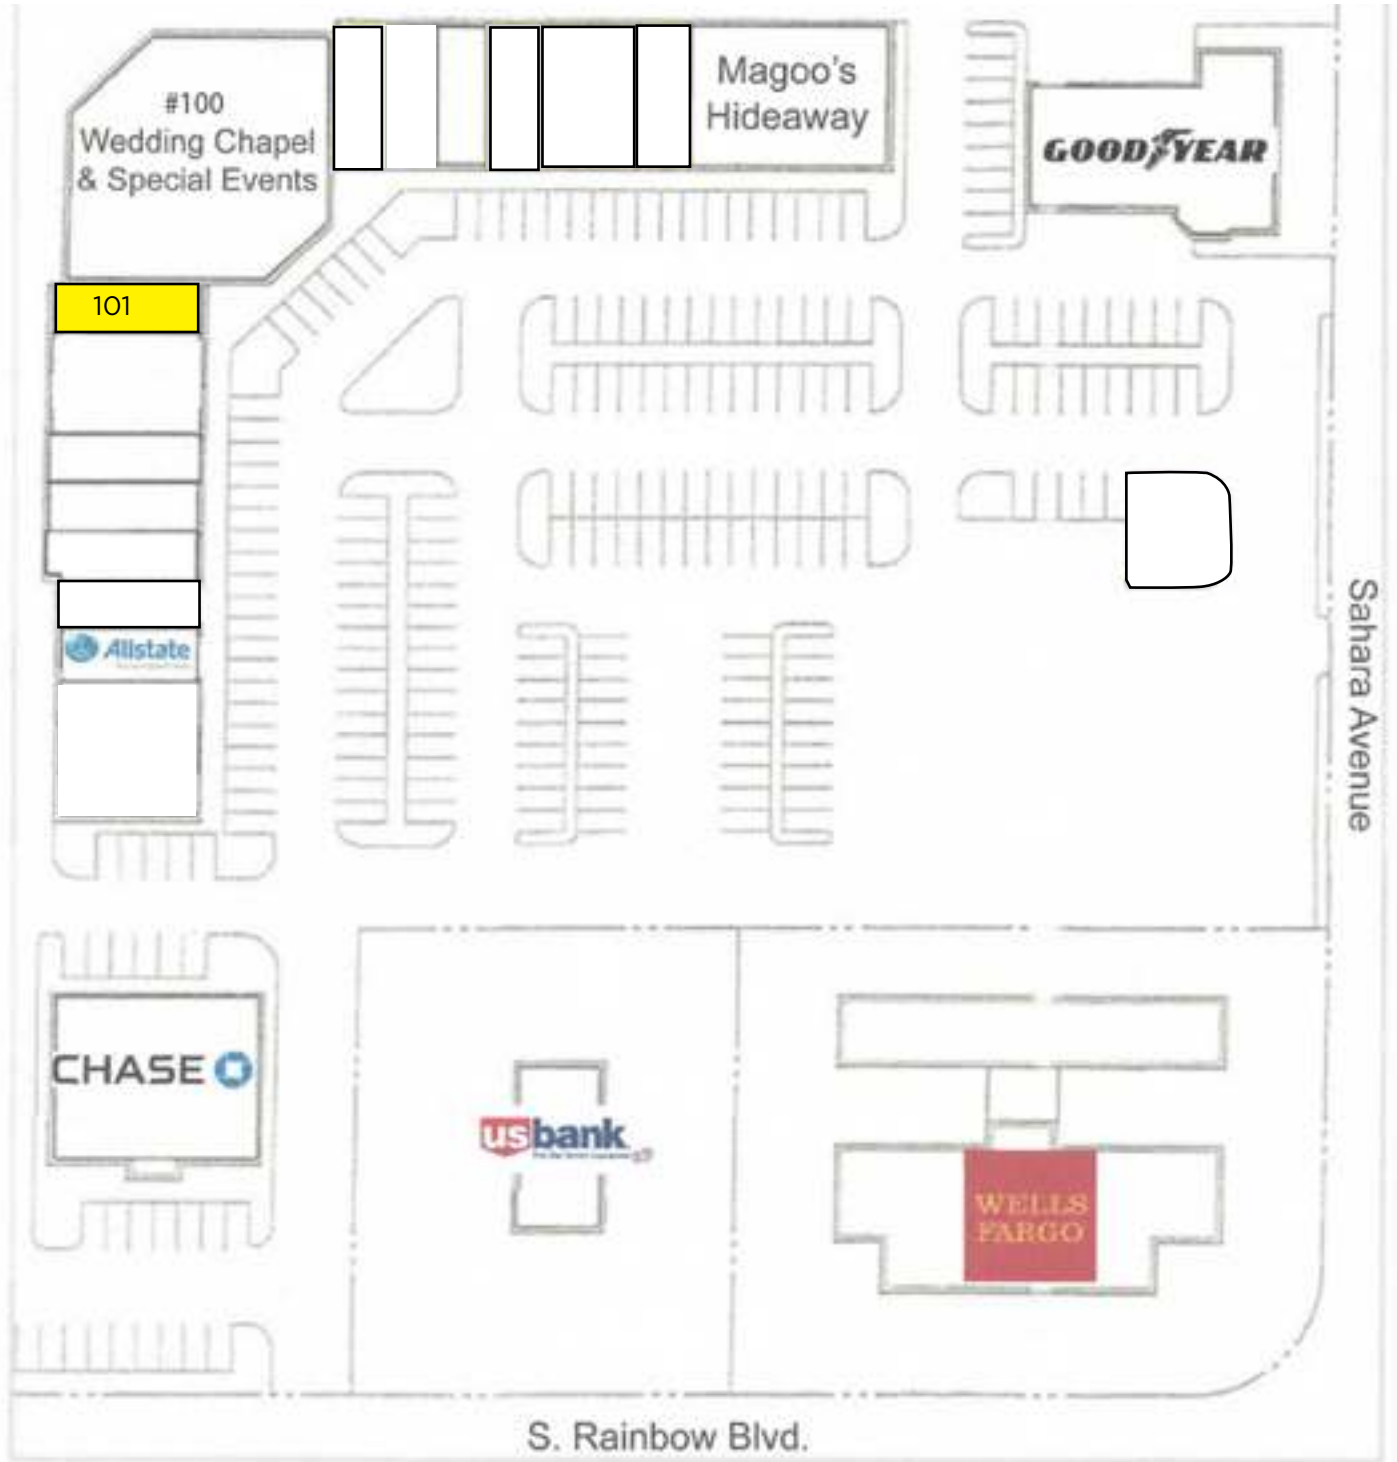 #100
Wedding Chapel
& Special Events
Magoo's
Hideaway
GOODYEAR
101
Allstate
Sahara Avenue
CHASE
usbank
WELLS
FARGO
S. Rainbow Blvd.